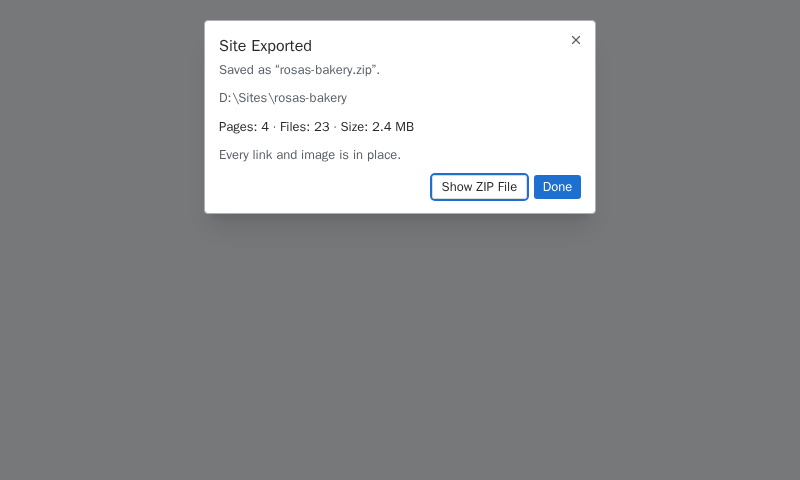 Site Exported
×
Saved as “rosas-bakery.zip”.
D:\Sites\rosas-bakery
Pages: 4 · Files: 23 · Size: 2.4 MB
Every link and image is in place.
Show ZIP File
Done